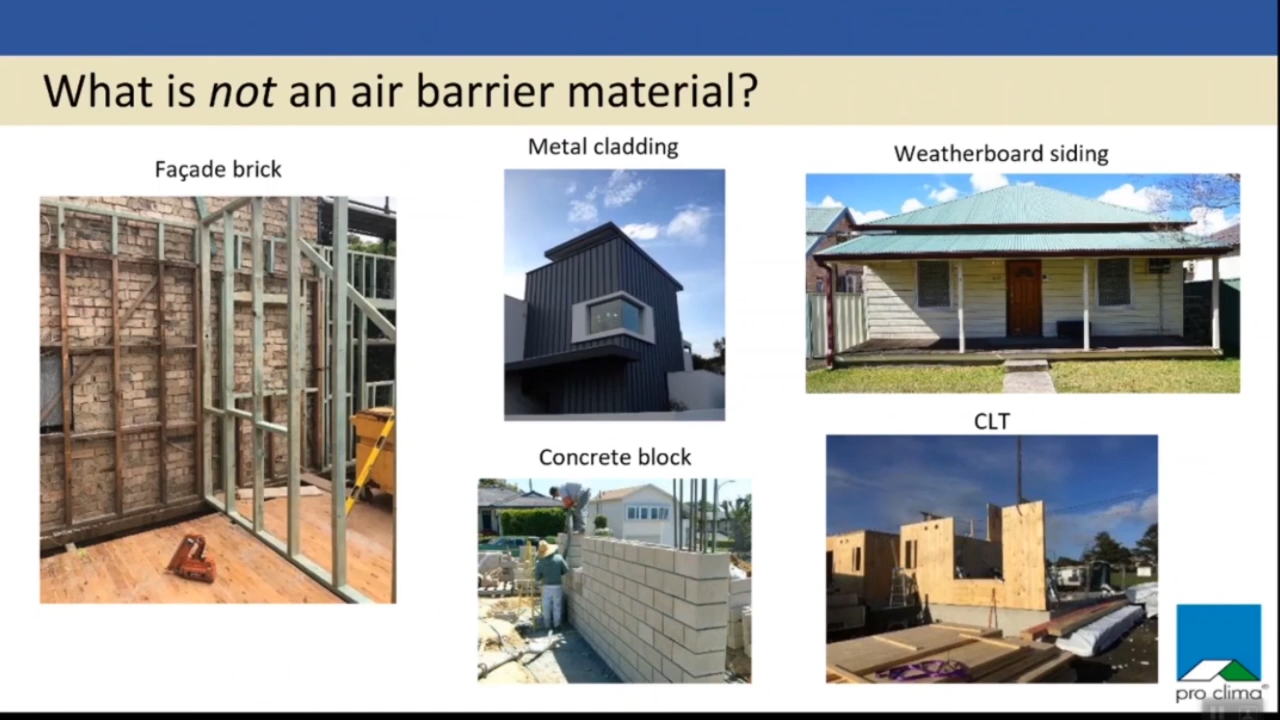 What is not an air barrier material?
Façade brick
Metal cladding
Weatherboard siding
Concrete block
CLT
pro clima®